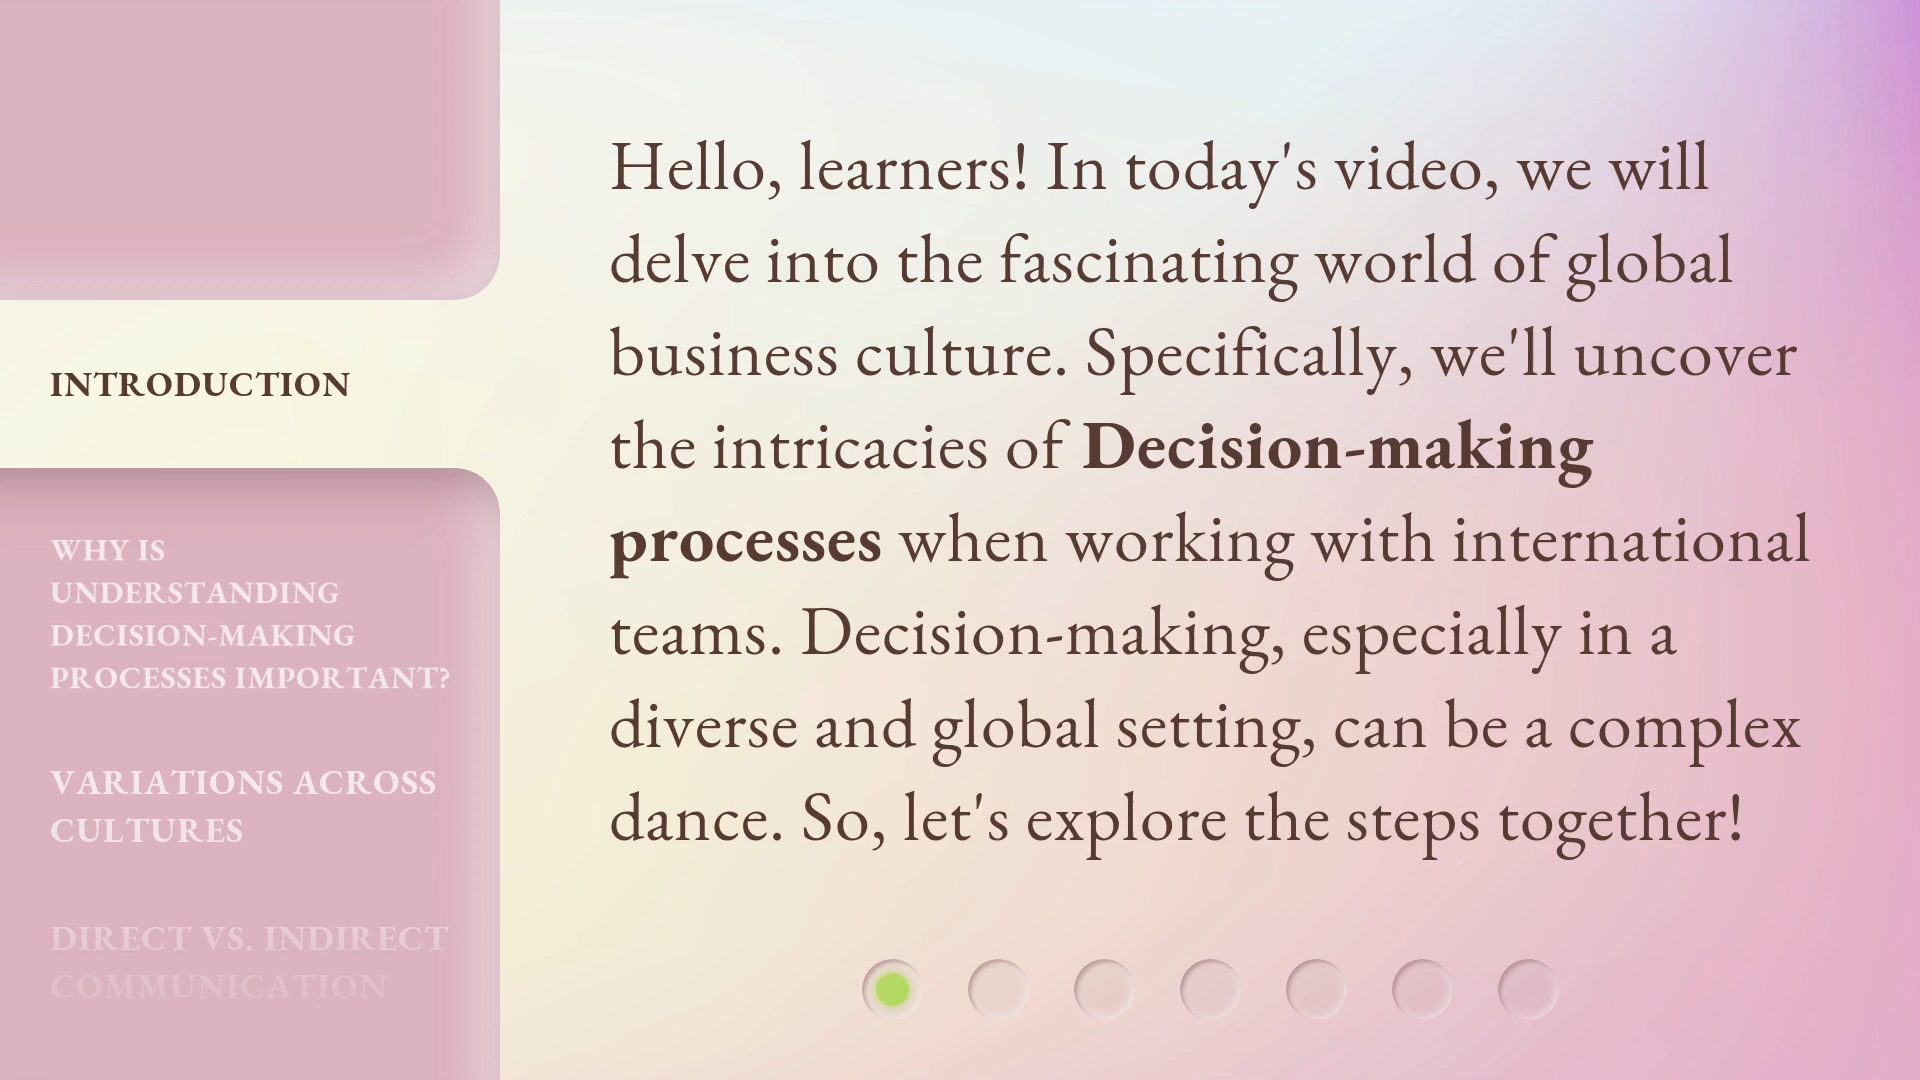 INTRODUCTION
WHY IS
UNDERSTANDING
DECISION-MAKING
PROCESSES IMPORTANT?
VARIATIONS ACROSS
CULTURES
DIRECT VS. INDIRECT
COMMUNICATION
Hello, learners! In today's video, we will
delve into the fascinating world of global
business culture. Specifically, we'll uncover
the intricacies of Decision-making
processes when working with international
teams. Decision-making, especially in a
diverse and global setting, can be a complex
dance. So, let's explore the steps together!